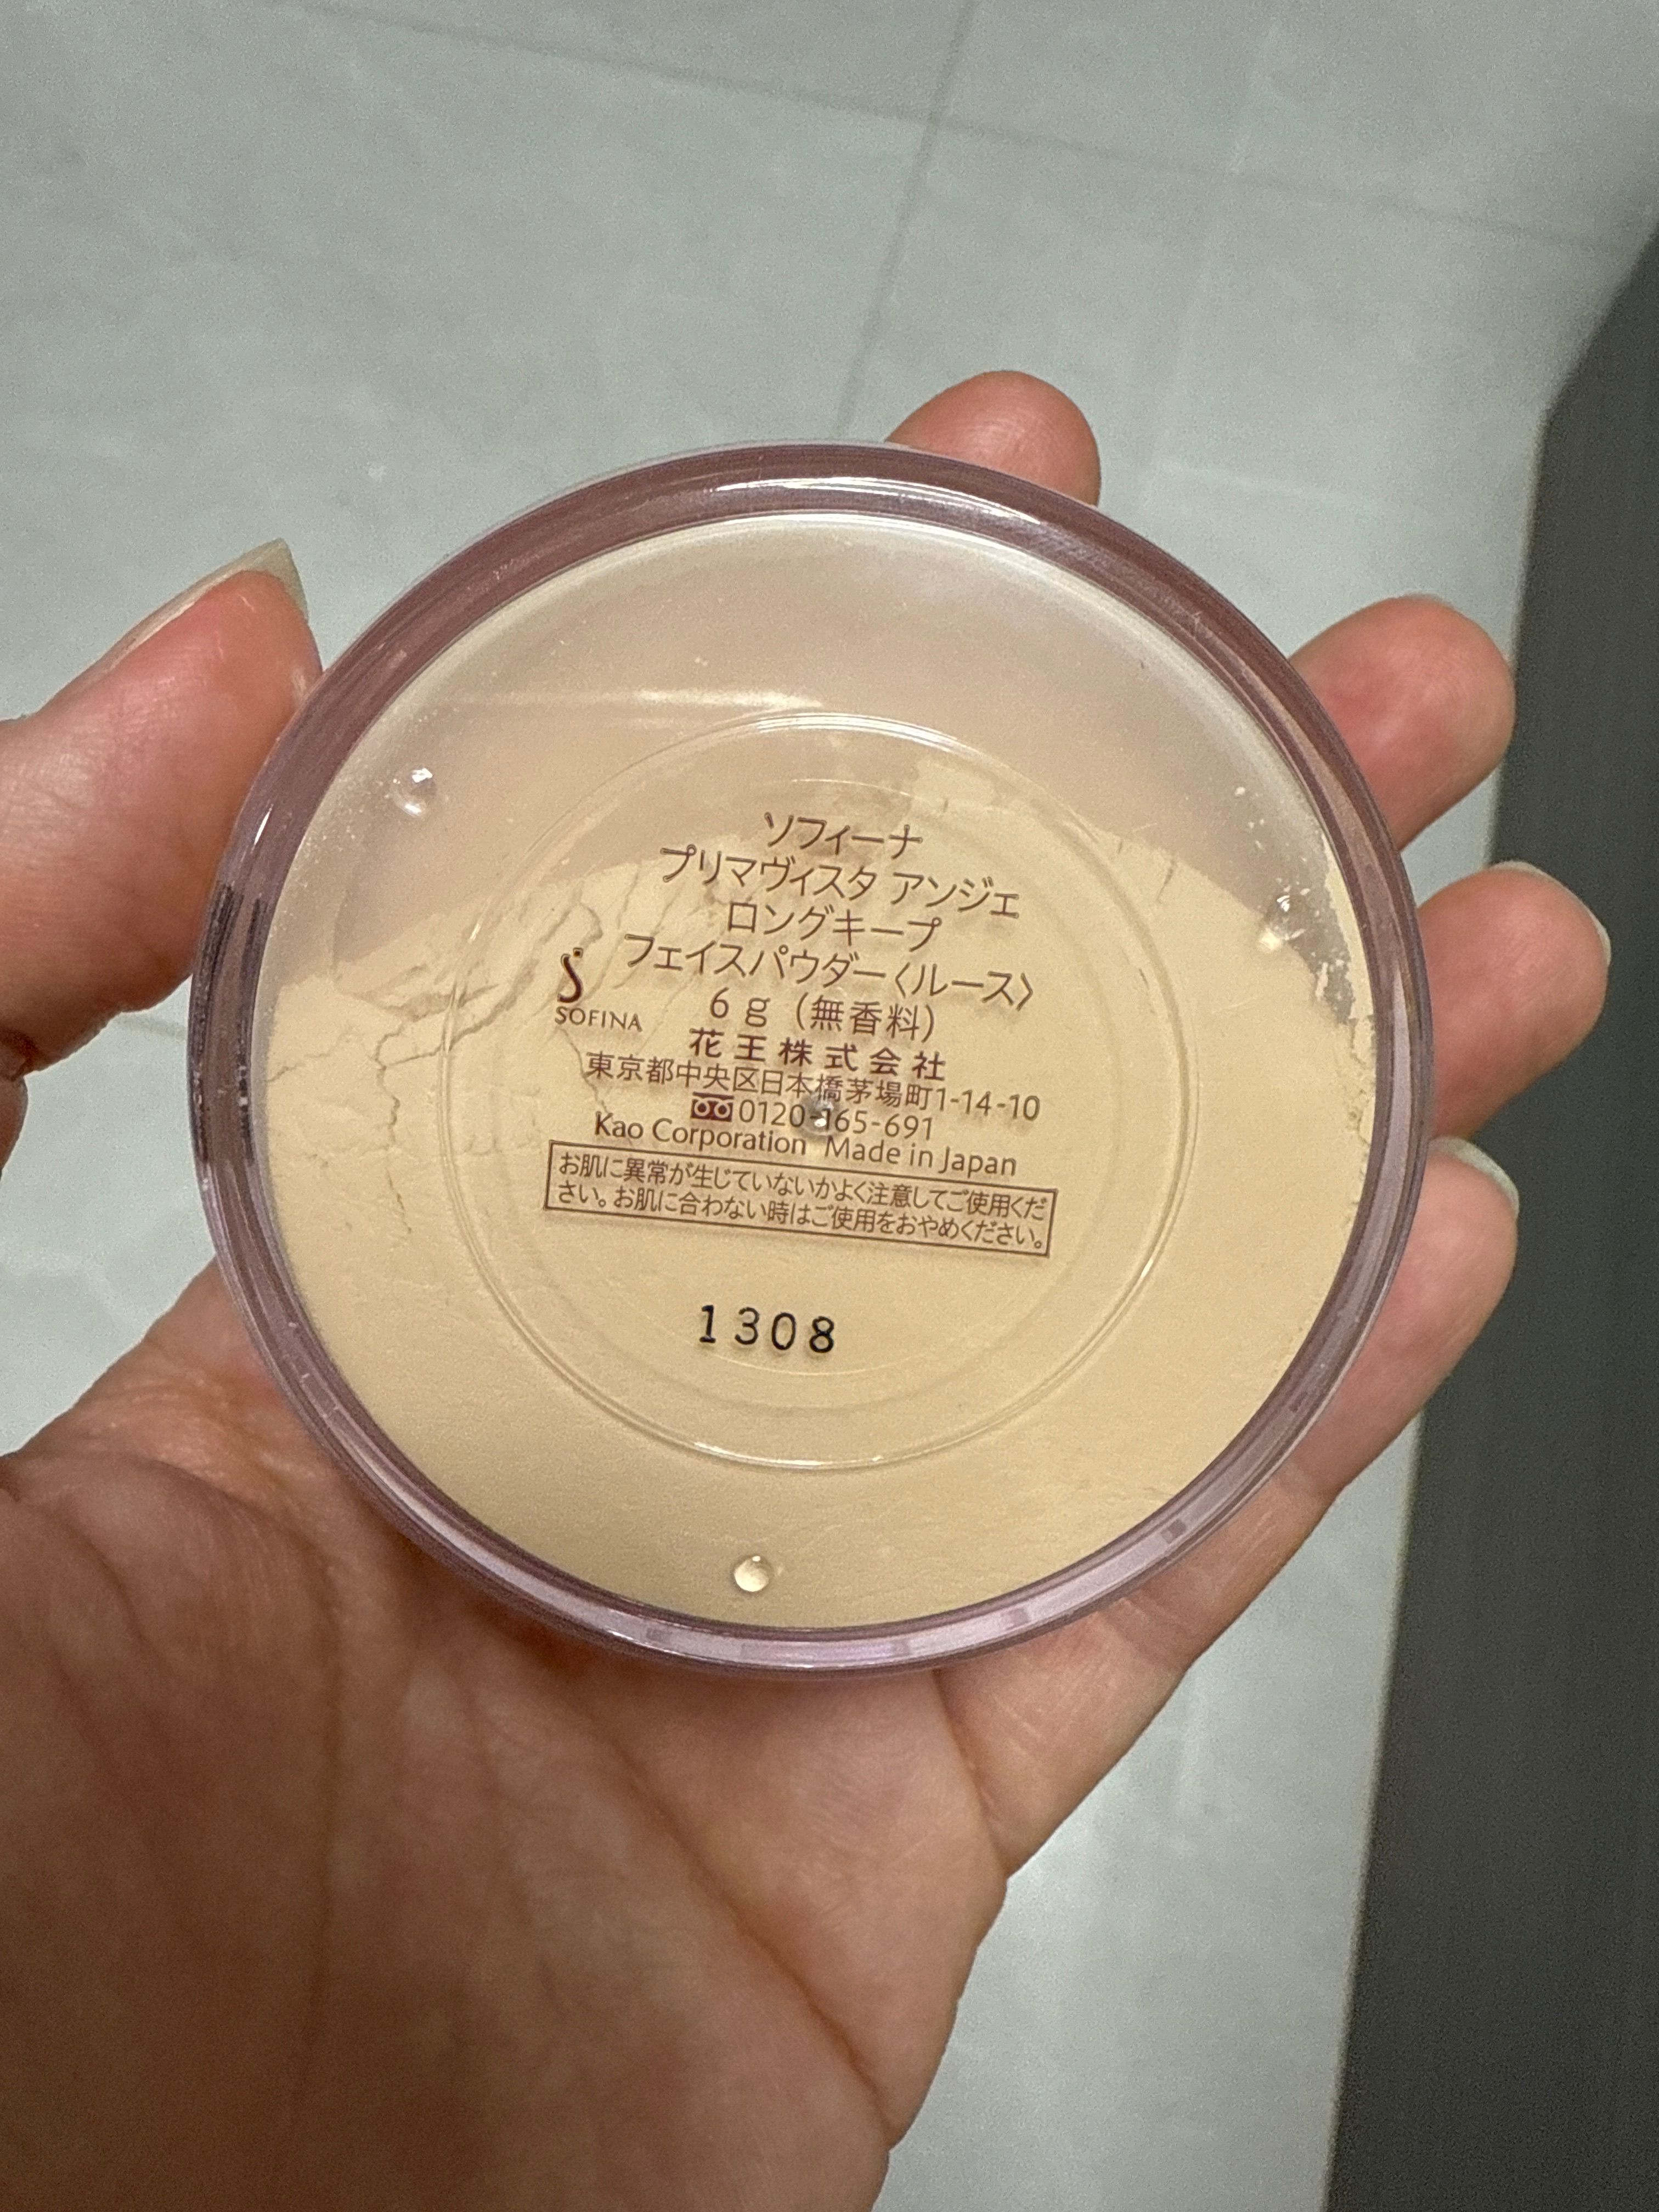 ソフィーナ
プリマヴィスタ アンジェ
ロングキープ
フェイスパウダー〈ルース〉
SOFINA
6g（無香料）
花王株式会社
東京都中央区日本橋茅場町1-14-10
0120-165-691
Kao Corporation Made in Japan
お肌に異常が生じていないかよく注意してご使用くだ
さい。お肌に合わない時はご使用をおやめください。
1308